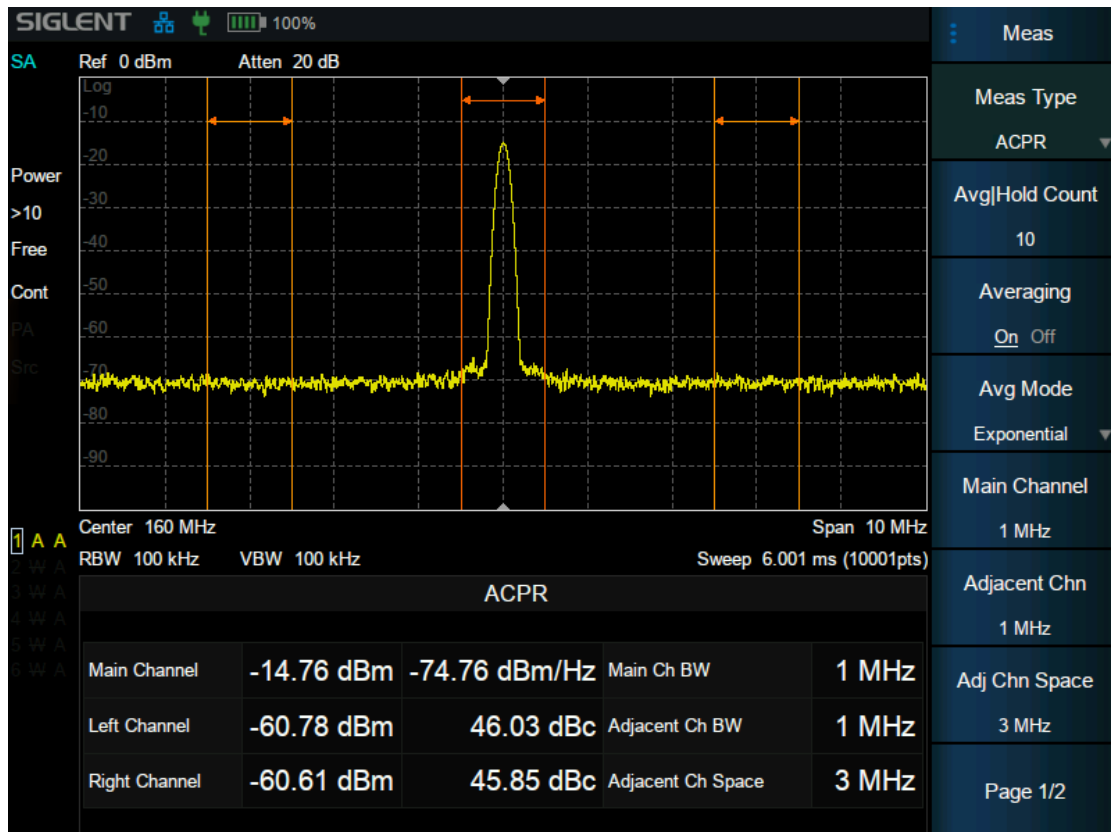 SIGLENT 100%
SA
Ref 0 dBm Atten 20 dB
Log
-10
-20
-30
-40
-50
-60
-70
-80
-90
Power
>10
Free
Cont
PA
Src
Center 160 MHz Span 10 MHz
RBW 100 kHz VBW 100 kHz Sweep 6.001 ms (10001pts)
1 A A
2 W A
3 W A
4 W A
5 W A
6 W A
ACPR
Main Channel -14.76 dBm -74.76 dBm/Hz Main Ch BW 1 MHz
Left Channel -60.78 dBm 46.03 dBc Adjacent Ch BW 1 MHz
Right Channel -60.61 dBm 45.85 dBc Adjacent Ch Space 3 MHz
Meas
Meas Type
ACPR
Avg|Hold Count
10
Averaging
On Off
Avg Mode
Exponential
Main Channel
1 MHz
Adjacent Chn
1 MHz
Adj Chn Space
3 MHz
Page 1/2